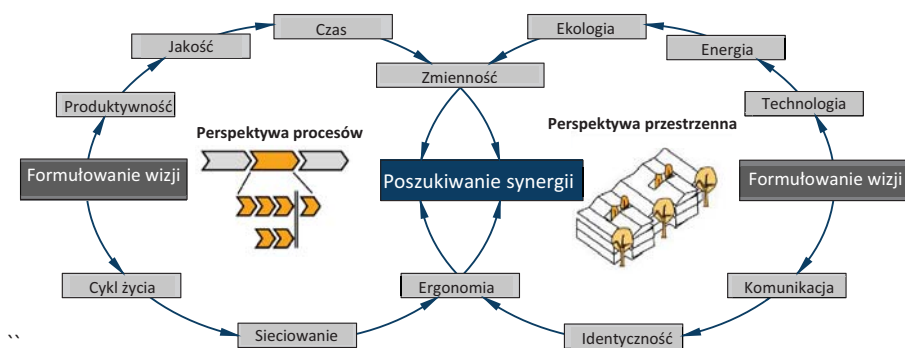 Czas
Ekologia
Jakość
Energia
Zmienność
Produktywność
Technologia
Perspektywa procesów
Perspektywa przestrzenna
Formułowanie wizji
Poszukiwanie synergii
Formułowanie wizji
Cykl życia
Ergonomia
Komunikacja
Sieciowanie
Identyczność
``